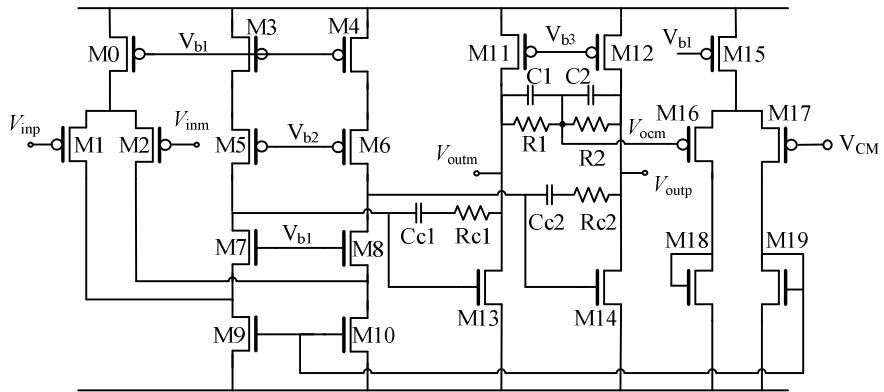 M0
Vb1
M3
M4
M11
Vb3
M12
Vb1
M15
C1
C2
Vinp
M1
M2
Vinm
M5
Vb2
M6
R1
R2
Vocm
M16
M17
VCM
Voutm
Voutp
Cc1
Rc1
Cc2
Rc2
M7
Vb1
M8
M18
M19
M13
M14
M9
M10